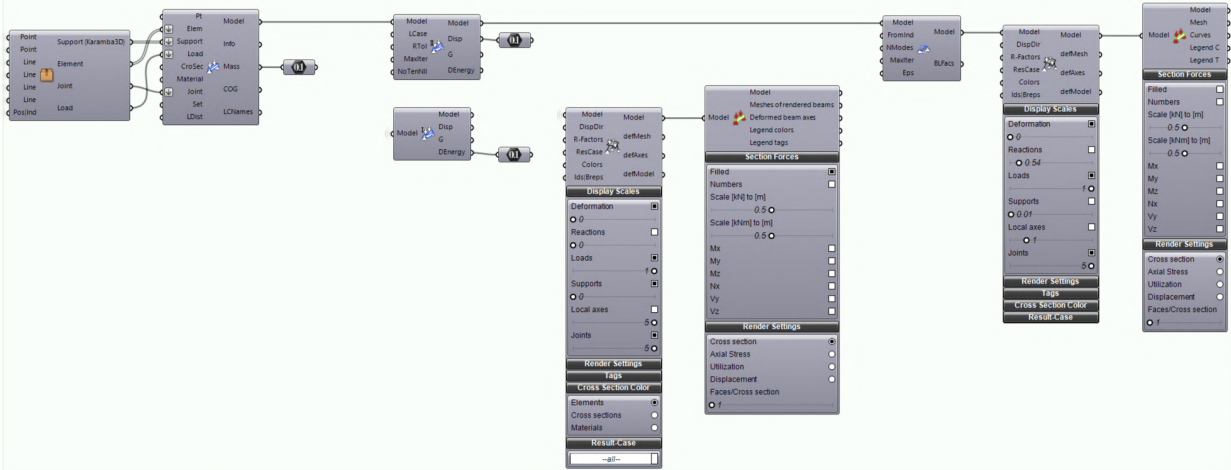 Point
Point
Line
Line
Line
Line
Pos|Ind
Support (Karamba3D)
Element
Joint
Load
Pt
Elem
Support
Load
CroSec
Material
Joint
Set
LDist
Model
Info
Mass
COG
LCNames
0.1
Model
LCase
RTol
MaxIter
NoTenNII
Model
Disp
G
DEnergy
0.1
Model
Model
Disp
G
DEnergy
0.1
Model
DispDir
R-Factors
ResCase
Colors
Ids|Breps
defMesh
defAxes
defModel
Display Scales
Deformation
0
Reactions
0
Loads
1
Supports
0
Local axes
5
Joints
5
Render Settings
Tags
Cross Section Color
Elements
Cross sections
Materials
Result-Case
--all--
Model
Model
Meshes of rendered beams
Deformed beam axes
Legend colors
Legend tags
Section Forces
Filled
Numbers
Scale [kN] to [m]
0.5
Scale [kNm] to [m]
0.5
Mx
My
Mz
Nx
Vy
Vz
Render Settings
Cross section
Axial Stress
Utilization
Displacement
Faces/Cross section
1
Model
FromInd
NModes
MaxIter
Eps
Model
BLFacs
Model
DispDir
R-Factors
ResCase
Colors
Ids|Breps
Model
defMesh
defAxes
defModel
Display Scales
Deformation
0
Reactions
0.54
Loads
1
Supports
0.01
Local axes
1
Joints
5
Render Settings
Tags
Cross Section Color
Result-Case
Model
Model
Mesh
Curves
Legend C
Legend T
Section Forces
Filled
Numbers
Scale [kN] to [m]
0.5
Scale [kNm] to [m]
0.5
Mx
My
Mz
Nx
Vy
Vz
Render Settings
Cross section
Axial Stress
Utilization
Displacement
Faces/Cross section
1